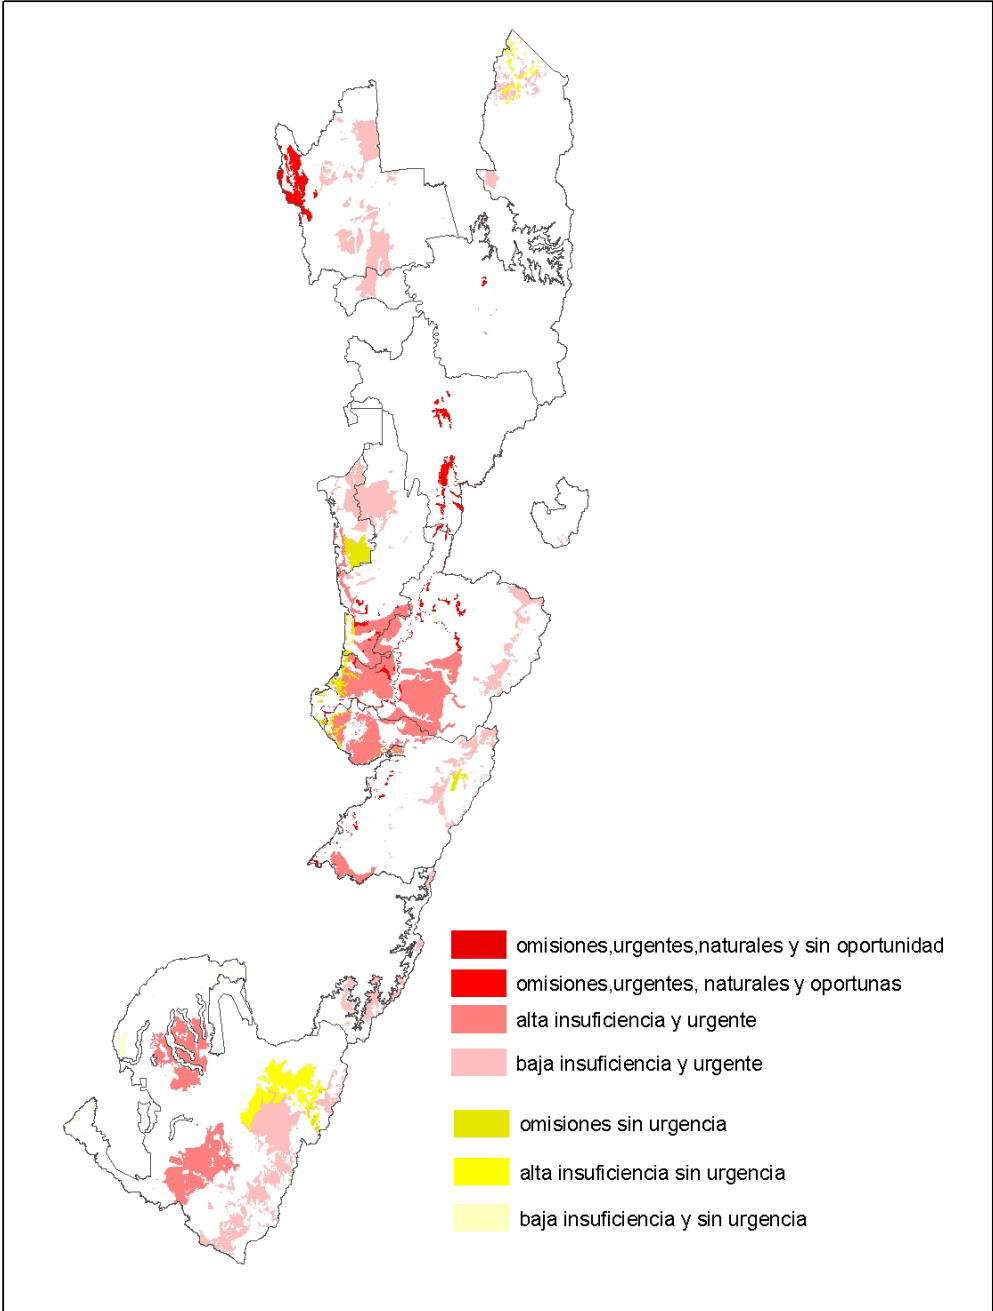 omisiones,urgentes,naturales y sin oportunidad
omisiones,urgentes, naturales y oportunas
alta insuficiencia y urgente
baja insuficiencia y urgente
omisiones sin urgencia
alta insuficiencia sin urgencia
baja insuficiencia y sin urgencia